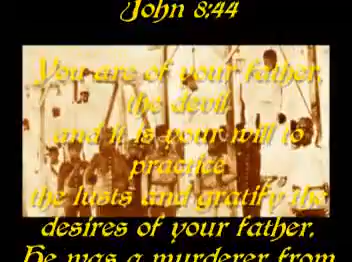 John 8:44
You are of your father,
the devil
and it is your will to
practice
the lusts and gratify the
desires of your father.
He was a murderer from